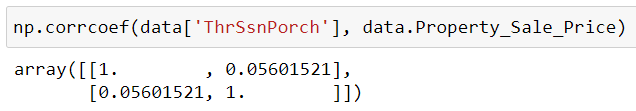 np.corrcoef(data['ThrSsnPorch'], data.Property_Sale_Price)
array([[1.        , 0.05601521],
       [0.05601521, 1.        ]])